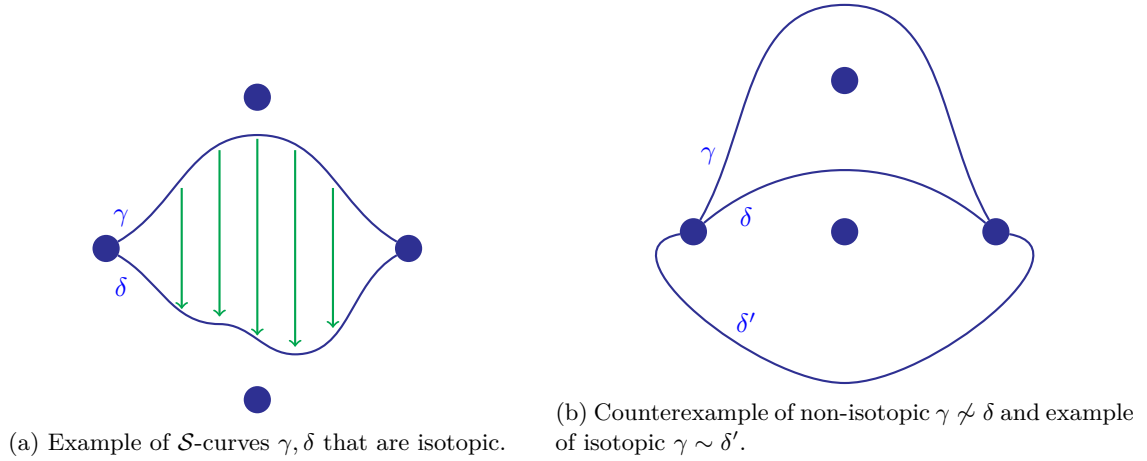 γ
δ
(a) Example of 𝒮-curves γ, δ that are isotopic.
γ
δ
δ′
(b) Counterexample of non-isotopic γ ≁ δ and example
of isotopic γ ∼ δ′.